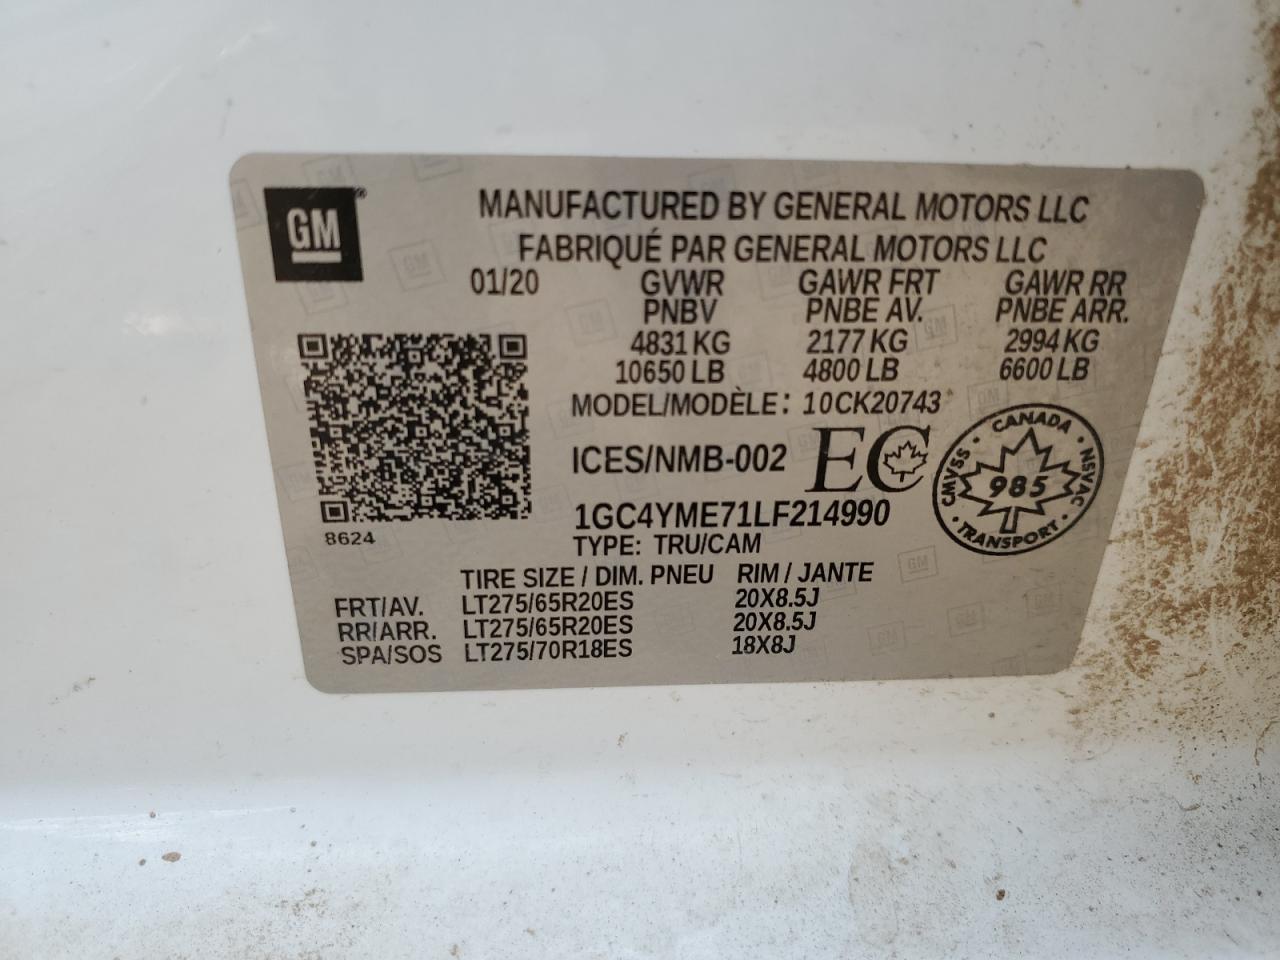 GM
MANUFACTURED BY GENERAL MOTORS LLC
FABRIQUÉ PAR GENERAL MOTORS LLC
01/20 GVWR GAWR FRT GAWR RR
PNBV PNBE AV. PNBE ARR.
4831 KG 2177 KG 2994 KG
10650 LB 4800 LB 6600 LB
MODEL/MODÈLE: 10CK20743
ICES/NMB-002 EC
1GC4YME71LF214990
TYPE: TRU/CAM
8624
CANADA
CMVSS 985 NSVAC
TRANSPORT
TIRE SIZE / DIM. PNEU RIM / JANTE
FRT/AV. LT275/65R20ES 20X8.5J
RR/ARR. LT275/65R20ES 20X8.5J
SPA/SOS LT275/70R18ES 18X8J